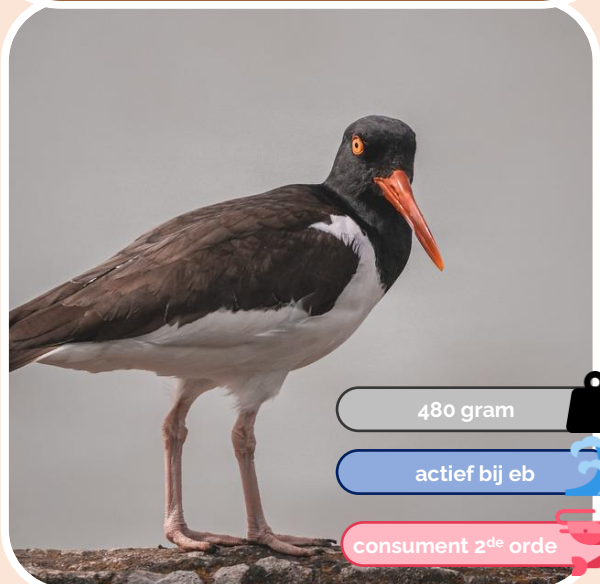 480 gram
actief bij eb
consument 2de orde